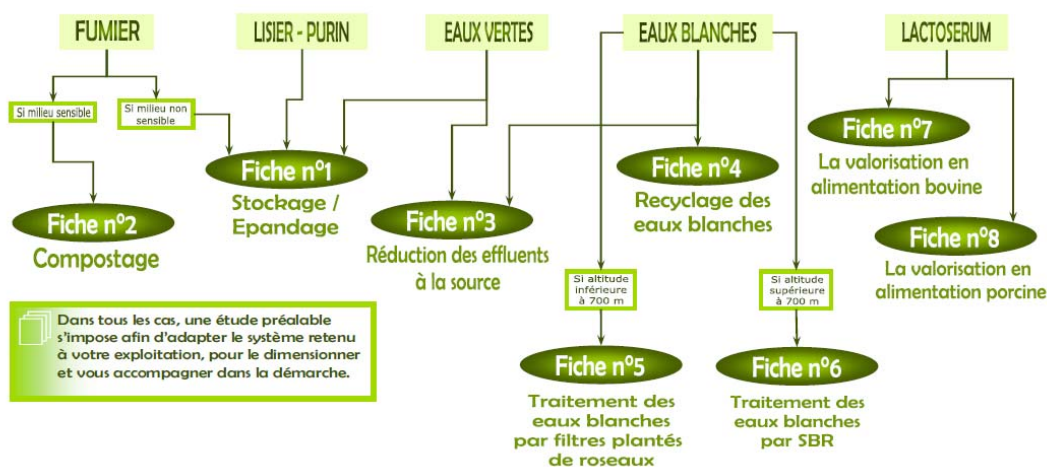 FUMIER
LISIER - PURIN
EAUX VERTES
EAUX BLANCHES
LACTOSERUM
Si milieu sensible
Si milieu non
sensible
Fiche n°1
Stockage /
Epandage
Fiche n°2
Compostage
Fiche n°3
Réduction des effluents
à la source
Fiche n°4
Recyclage des
eaux blanches
Fiche n°7
La valorisation en
alimentation bovine
Fiche n°8
La valorisation en
alimentation porcine
Si altitude
inférieure
à 700 m
Si altitude
supérieure
à 700 m
Fiche n°5
Traitement des
eaux blanches
par filtres plantés
de roseaux
Fiche n°6
Traitement des
eaux blanches
par SBR
Dans tous les cas, une étude préalable
s'impose afin d'adapter le système retenu
à votre exploitation, pour le dimensionner
et vous accompagner dans la démarche.